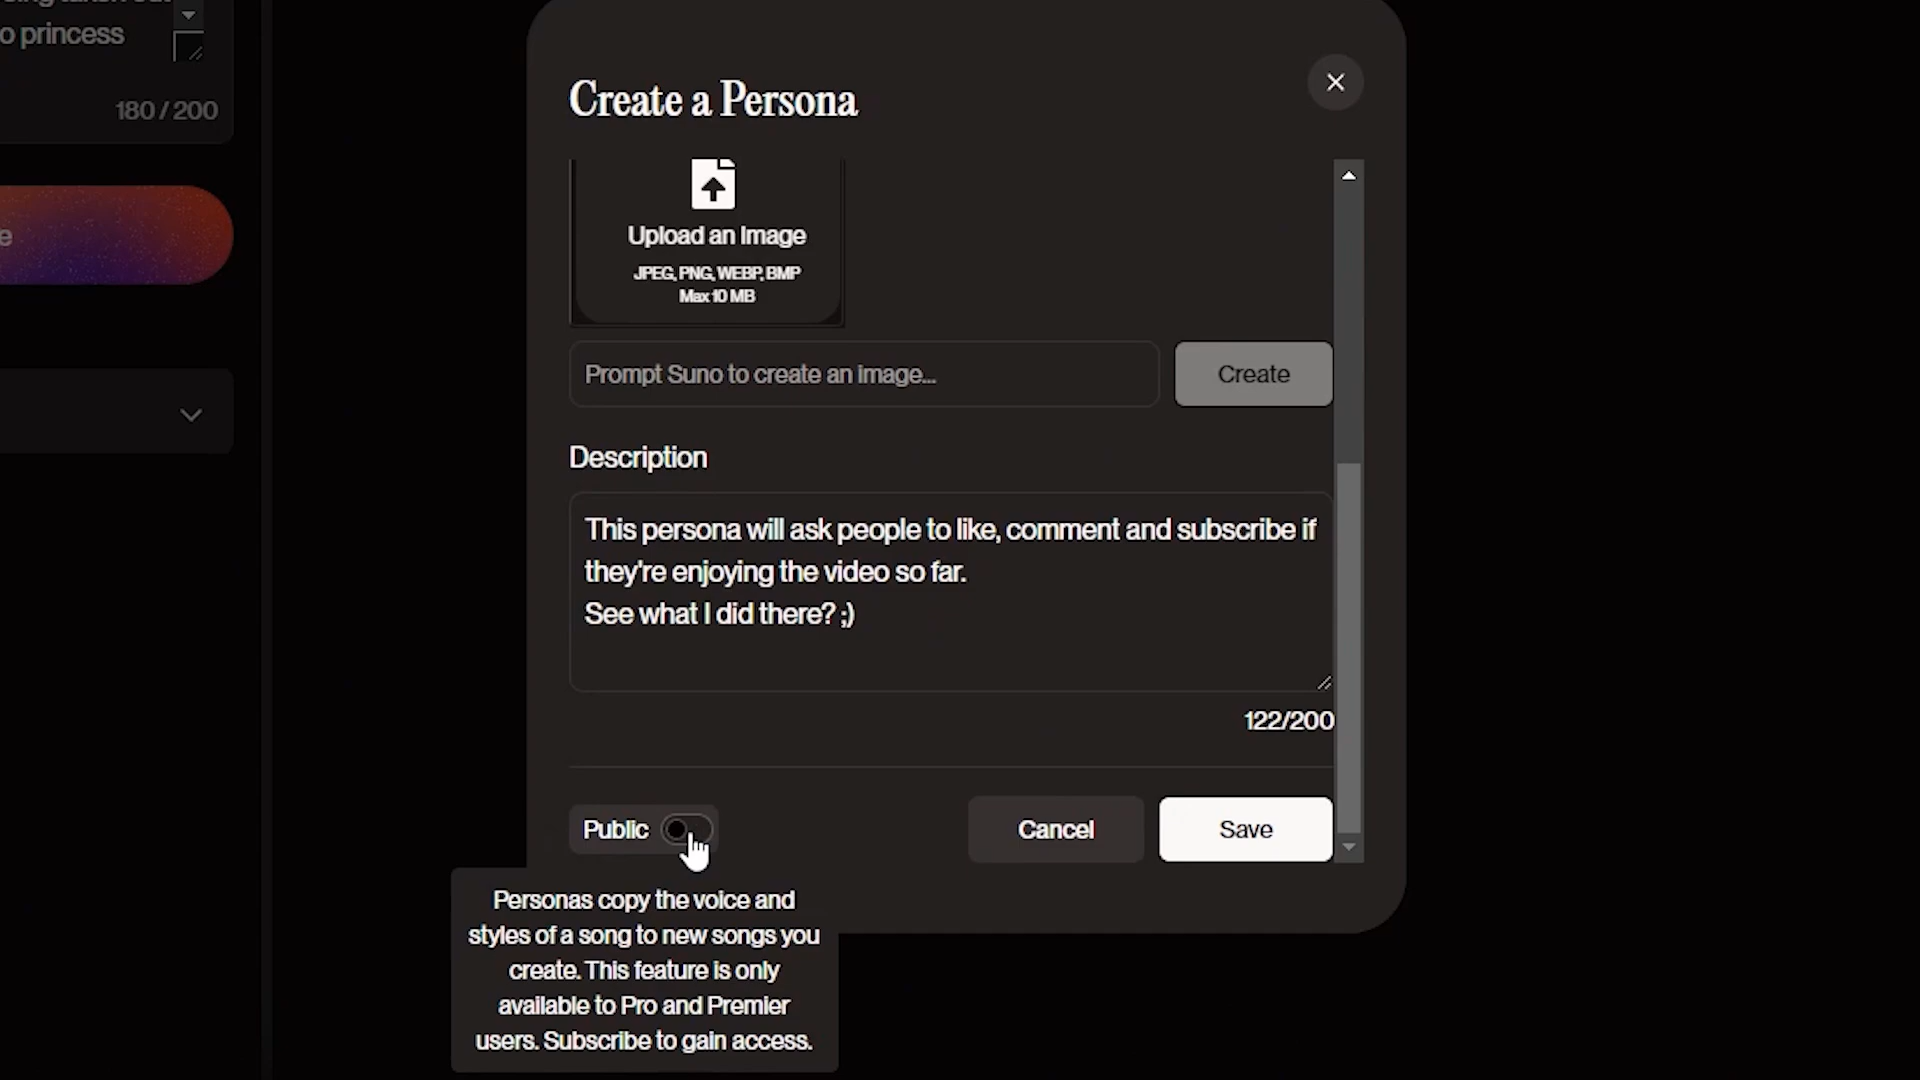 o princess
180 / 200
e
Create a Persona
Upload an Image
JPEG, PNG, WEBP, BMP
Max 10 MB
Prompt Suno to create an image...
Create
Description
This persona will ask people to like, comment and subscribe if
they're enjoying the video so far.
See what I did there? ;)
122/200
Public
Cancel
Save
Personas copy the voice and
styles of a song to new songs you
create. This feature is only
available to Pro and Premier
users. Subscribe to gain access.